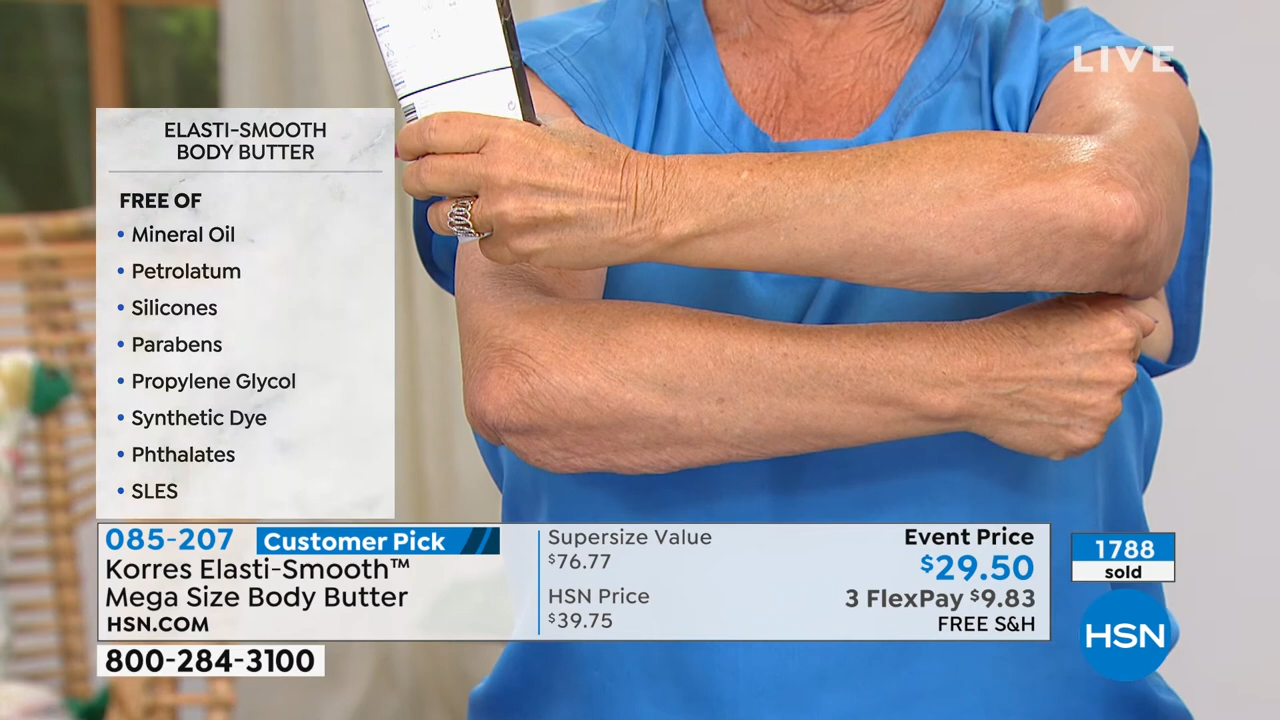 LIVE
ELASTI-SMOOTH
BODY BUTTER
FREE OF
• Mineral Oil
• Petrolatum
• Silicones
• Parabens
• Propylene Glycol
• Synthetic Dye
• Phthalates
• SLES
085-207 Customer Pick
Korres Elasti-Smooth™
Mega Size Body Butter
HSN.COM
Supersize Value
$76.77
HSN Price
$39.75
Event Price
$29.50
3 FlexPay $9.83
FREE S&H
1788
sold
HSN
800-284-3100